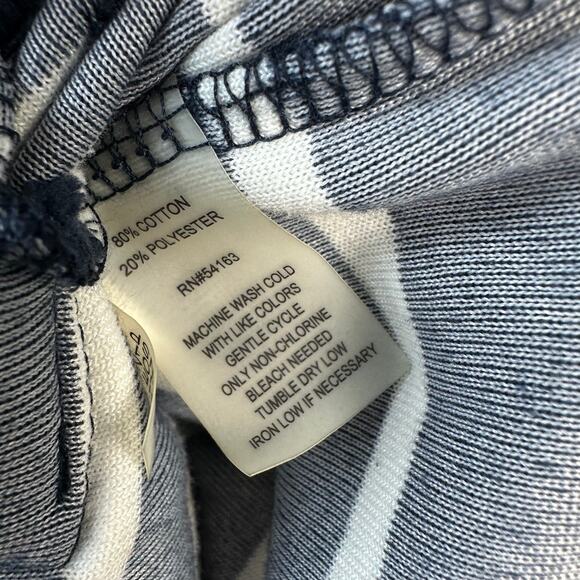 80% COTTON
20% POLYESTER
RN#54163
MACHINE WASH COLD
WITH LIKE COLORS
GENTLE CYCLE
ONLY NON-CHLORINE
BLEACH NEEDED
TUMBLE DRY LOW
IRON LOW IF NECESSARY